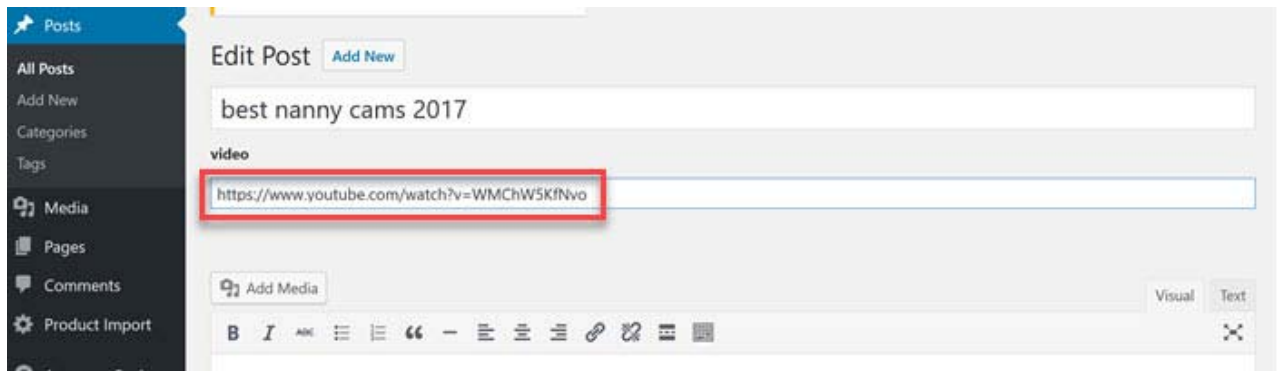 Posts
All Posts
Add New
Categories
Tags
Media
Pages
Comments
Product Import
Edit Post Add New
best nanny cams 2017
video
https://www.youtube.com/watch?v=WMChW5KfNvo
Add Media
Visual Text
B I ABC